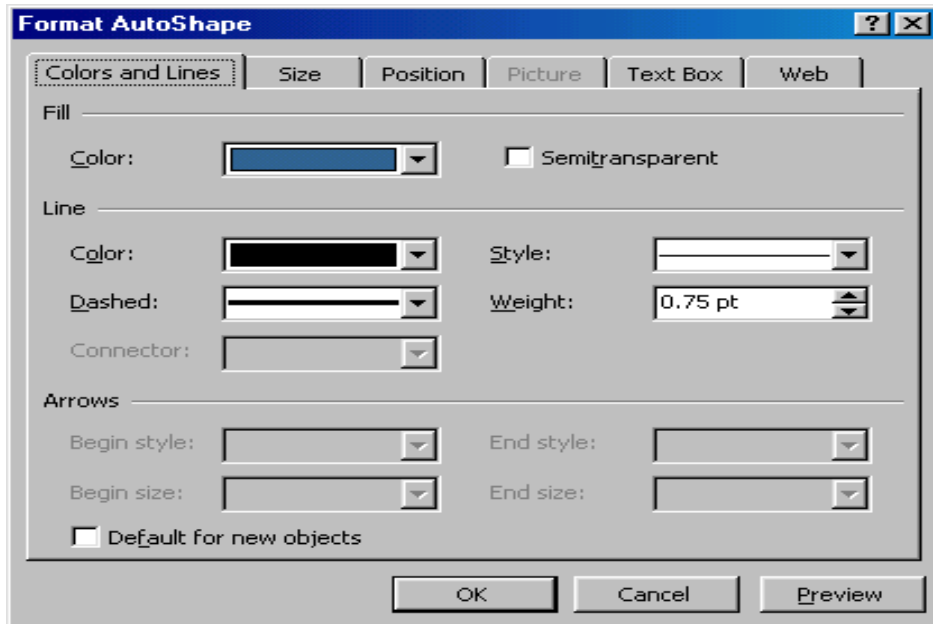 Format AutoShape
Colors and Lines Size Position Picture Text Box Web
Fill
Color: Semitransparent
Line
Color: Style:
Dashed: Weight: 0.75 pt
Connector:
Arrows
Begin style: End style:
Begin size: End size:
Default for new objects
OK Cancel Preview